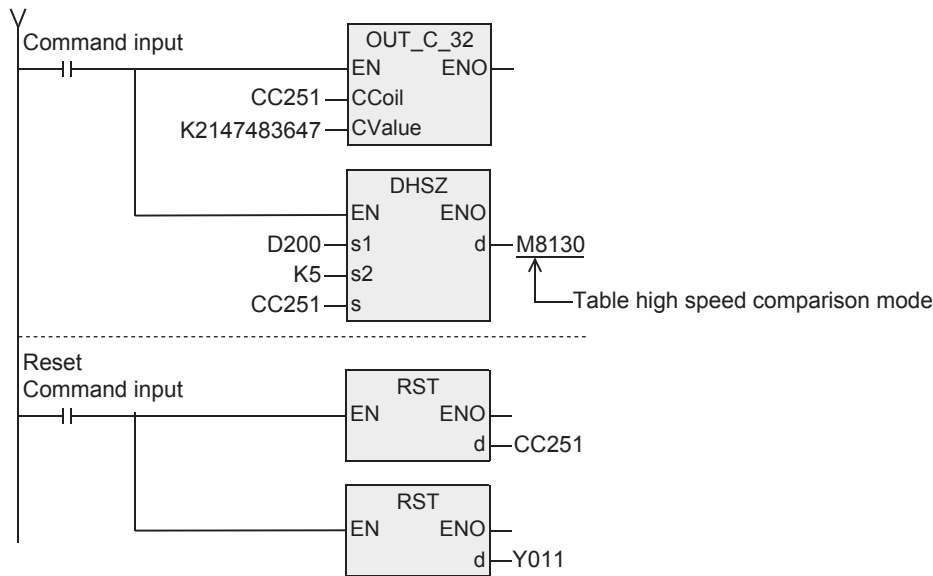 Command input
OUT_C_32
EN ENO
CC251 CCoil
K2147483647 CValue
DHSZ
EN ENO
D200 s1 d M8130
K5 s2
CC251 s
Table high speed comparison mode
Reset
Command input
RST
EN ENO
d CC251
RST
EN ENO
d Y011